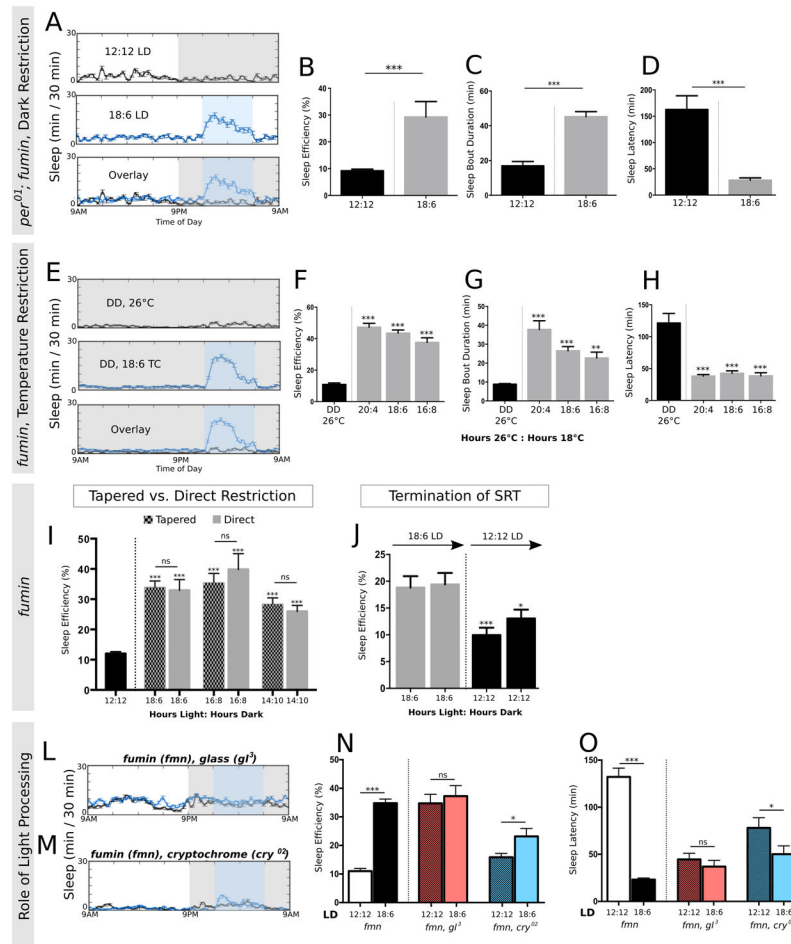 per01; fumin, Dark Restriction
A
30
12:12 LD
18:6 LD
Overlay
0
Sleep (min / 30 min)
9AM 9PM 9AM
Time of Day
B
***
Sleep Efficiency (%)
40
30
20
10
0
12:12 18:6
C
***
Sleep Bout Duration (min)
60
40
20
0
12:12 18:6
D
***
Sleep Latency (min)
200
150
100
50
0
12:12 18:6
fumin, Temperature Restriction
E
30
DD, 26°C
DD, 18:6 TC
Overlay
0
Sleep (min / 30 min)
9AM 9PM 9AM
Time of Day
F
Sleep Efficiency (%)
60
40
20
0
*** *** ***
DD 26°C 20:4 18:6 16:8
G
Sleep Bout Duration (min)
50
40
30
20
10
0
*** *** **
DD 26°C 20:4 18:6 16:8
H
Sleep Latency (min)
150
100
50
0
*** *** ***
DD 26°C 20:4 18:6 16:8
Hours 26°C : Hours 18°C
fumin
Tapered vs. Direct Restriction
I
Tapered Direct
Sleep Efficiency (%)
50
40
30
20
10
0
ns ns ns
*** *** *** *** *** ***
12:12 18:6 18:6 16:8 16:8 14:10 14:10
Hours Light: Hours Dark
Termination of SRT
J
18:6 LD 12:12 LD
Sleep Efficiency (%)
25
20
15
10
5
0
*** *
18:6 18:6 12:12 12:12
Hours Light: Hours Dark
Role of Light Processing
L
fumin (fmn), glass (gl3)
30
0
9AM 9PM 9AM
Sleep (min / 30 min)
M
fumin (fmn), cryptochrome (cry 02)
30
0
9AM 9PM 9AM
N
Sleep Efficiency (%)
50
40
30
20
10
0
*** ns *
LD 12:12 18:6 12:12 18:6 12:12 18:6
fmn fmn, gl3 fmn, cry02
O
Sleep Latency (min)
150
100
50
0
*** ns *
LD 12:12 18:6 12:12 18:6 12:12 18:6
fmn fmn, gl3 fmn, cry0